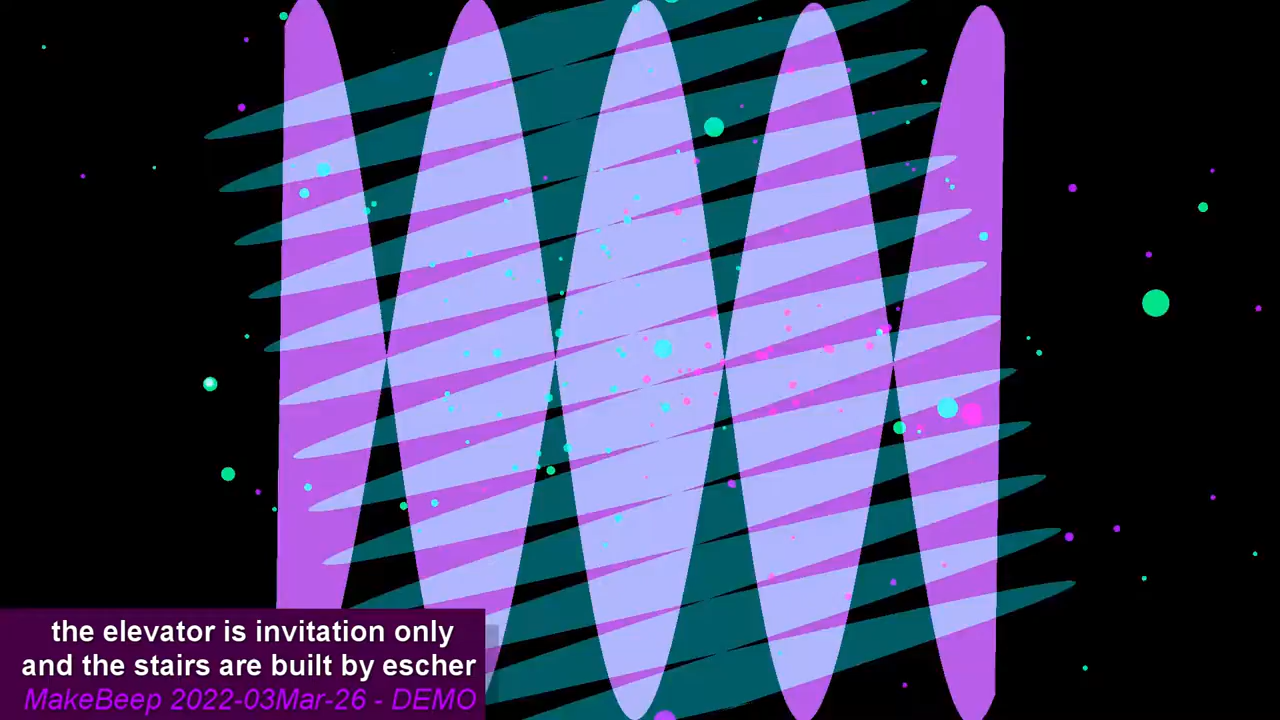 the elevator is invitation only
and the stairs are built by escher
MakeBeep 2022-03Mar-26 - DEMO